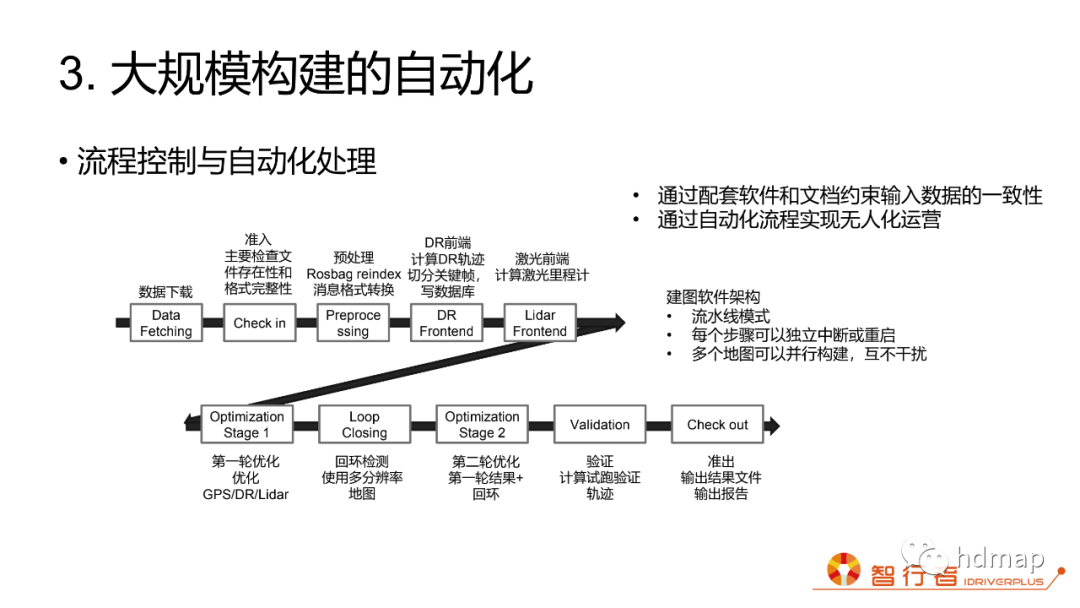 3. 大规模构建的自动化
• 流程控制与自动化处理
• 通过配套软件和文档约束输入数据的一致性
• 通过自动化流程实现无人化运营
数据下载
准入
主要检查文
件存在性和
格式完整性
预处理
Rosbag reindex
消息格式转换
DR前端
计算DR轨迹
切分关键帧，
写数据库
激光前端
计算激光里程计
Data
Fetching
Check in
Preproce
ssing
DR
Frontend
Lidar
Frontend
建图软件架构
• 流水线模式
• 每个步骤可以独立中断或重启
• 多个地图可以并行构建，互不干扰
Optimization
Stage 1
Loop
Closing
Optimization
Stage 2
Validation
Check out
第一轮优化
优化
GPS/DR/Lidar
回环检测
使用多分辨率
地图
第二轮优化
第一轮结果+
回环
验证
计算试跑验证
轨迹
准出
输出结果文件
输出报告
智行者
IDRIVERPLUS
hdmap